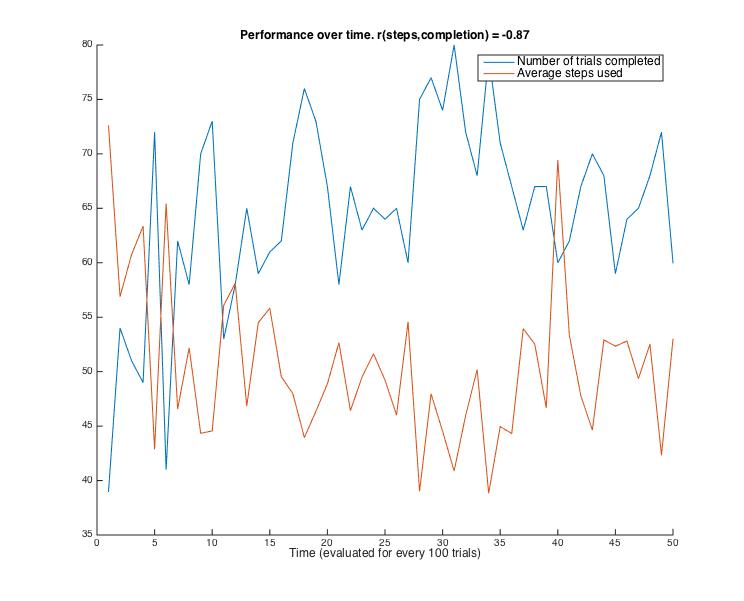 Performance over time. r(steps,completion) = -0.87
Number of trials completed
Average steps used
80
75
70
65
60
55
50
45
40
35
0 5 10 15 20 25 30 35 40 45 50
Time (evaluated for every 100 trials)